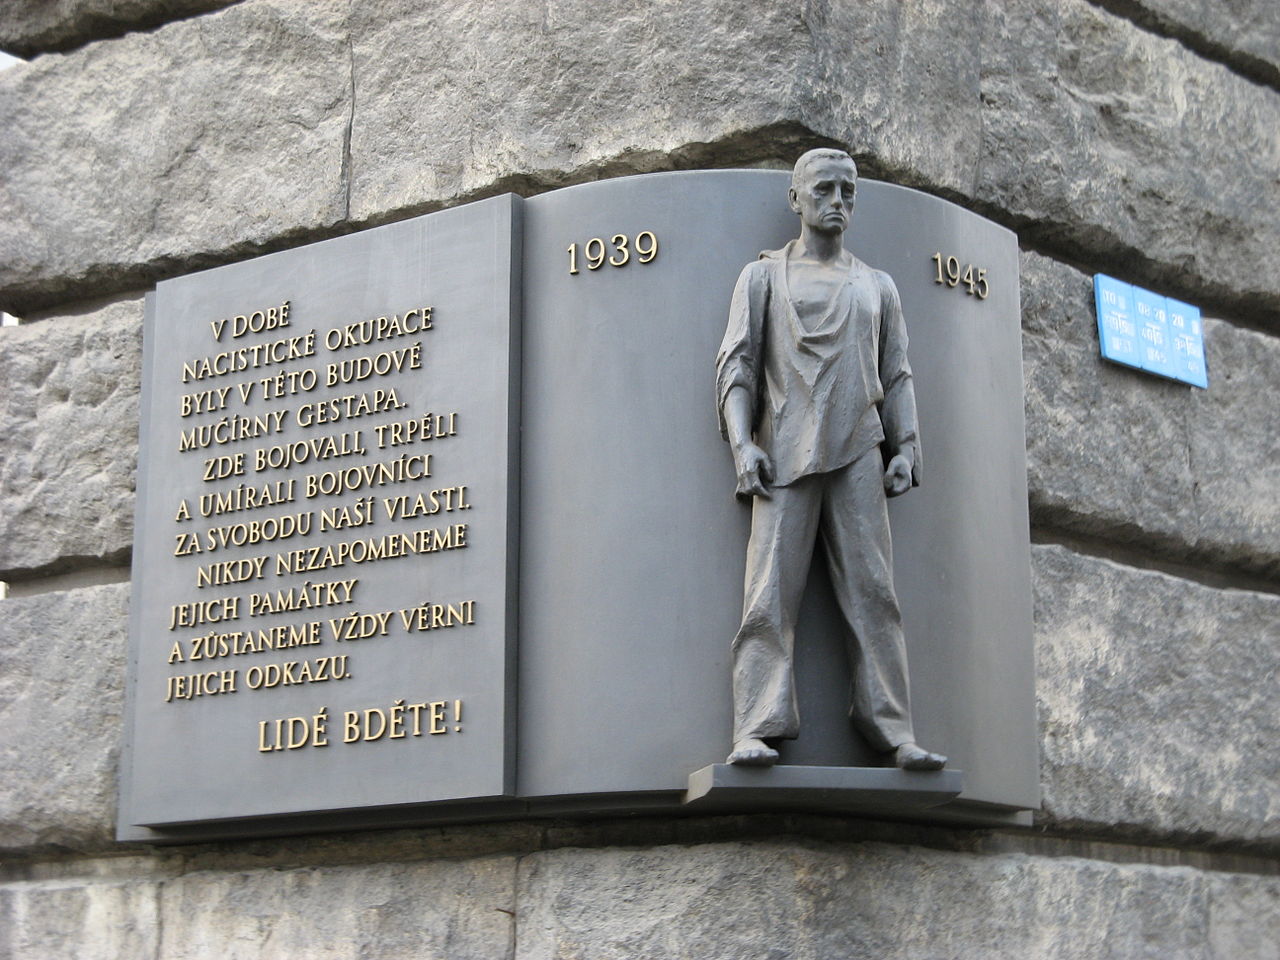 V DOBĚ
NACISTICKÉ OKUPACE
BYLY V TÉTO BUDOVĚ
MUČÍRNY GESTAPA.
ZDE BOJOVALI, TRPĚLI
A UMÍRALI BOJOVNÍCI
ZA SVOBODU NAŠÍ VLASTI.
NIKDY NEZAPOMENEME
JEJICH PAMÁTKY
A ZŮSTANEME VŽDY VĚRNI
JEJICH ODKAZU.
LIDÉ BDĚTE!
1939
1945